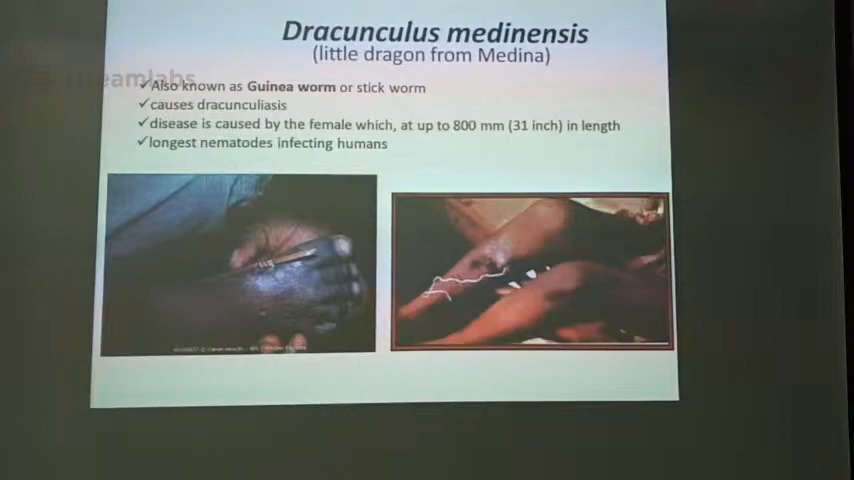 Dracunculus medinensis
(little dragon from Medina)
✓Also known as Guinea worm or stick worm
✓causes dracunculiasis
✓disease is caused by the female which, at up to 800 mm (31 inch) in length
✓longest nematodes infecting humans